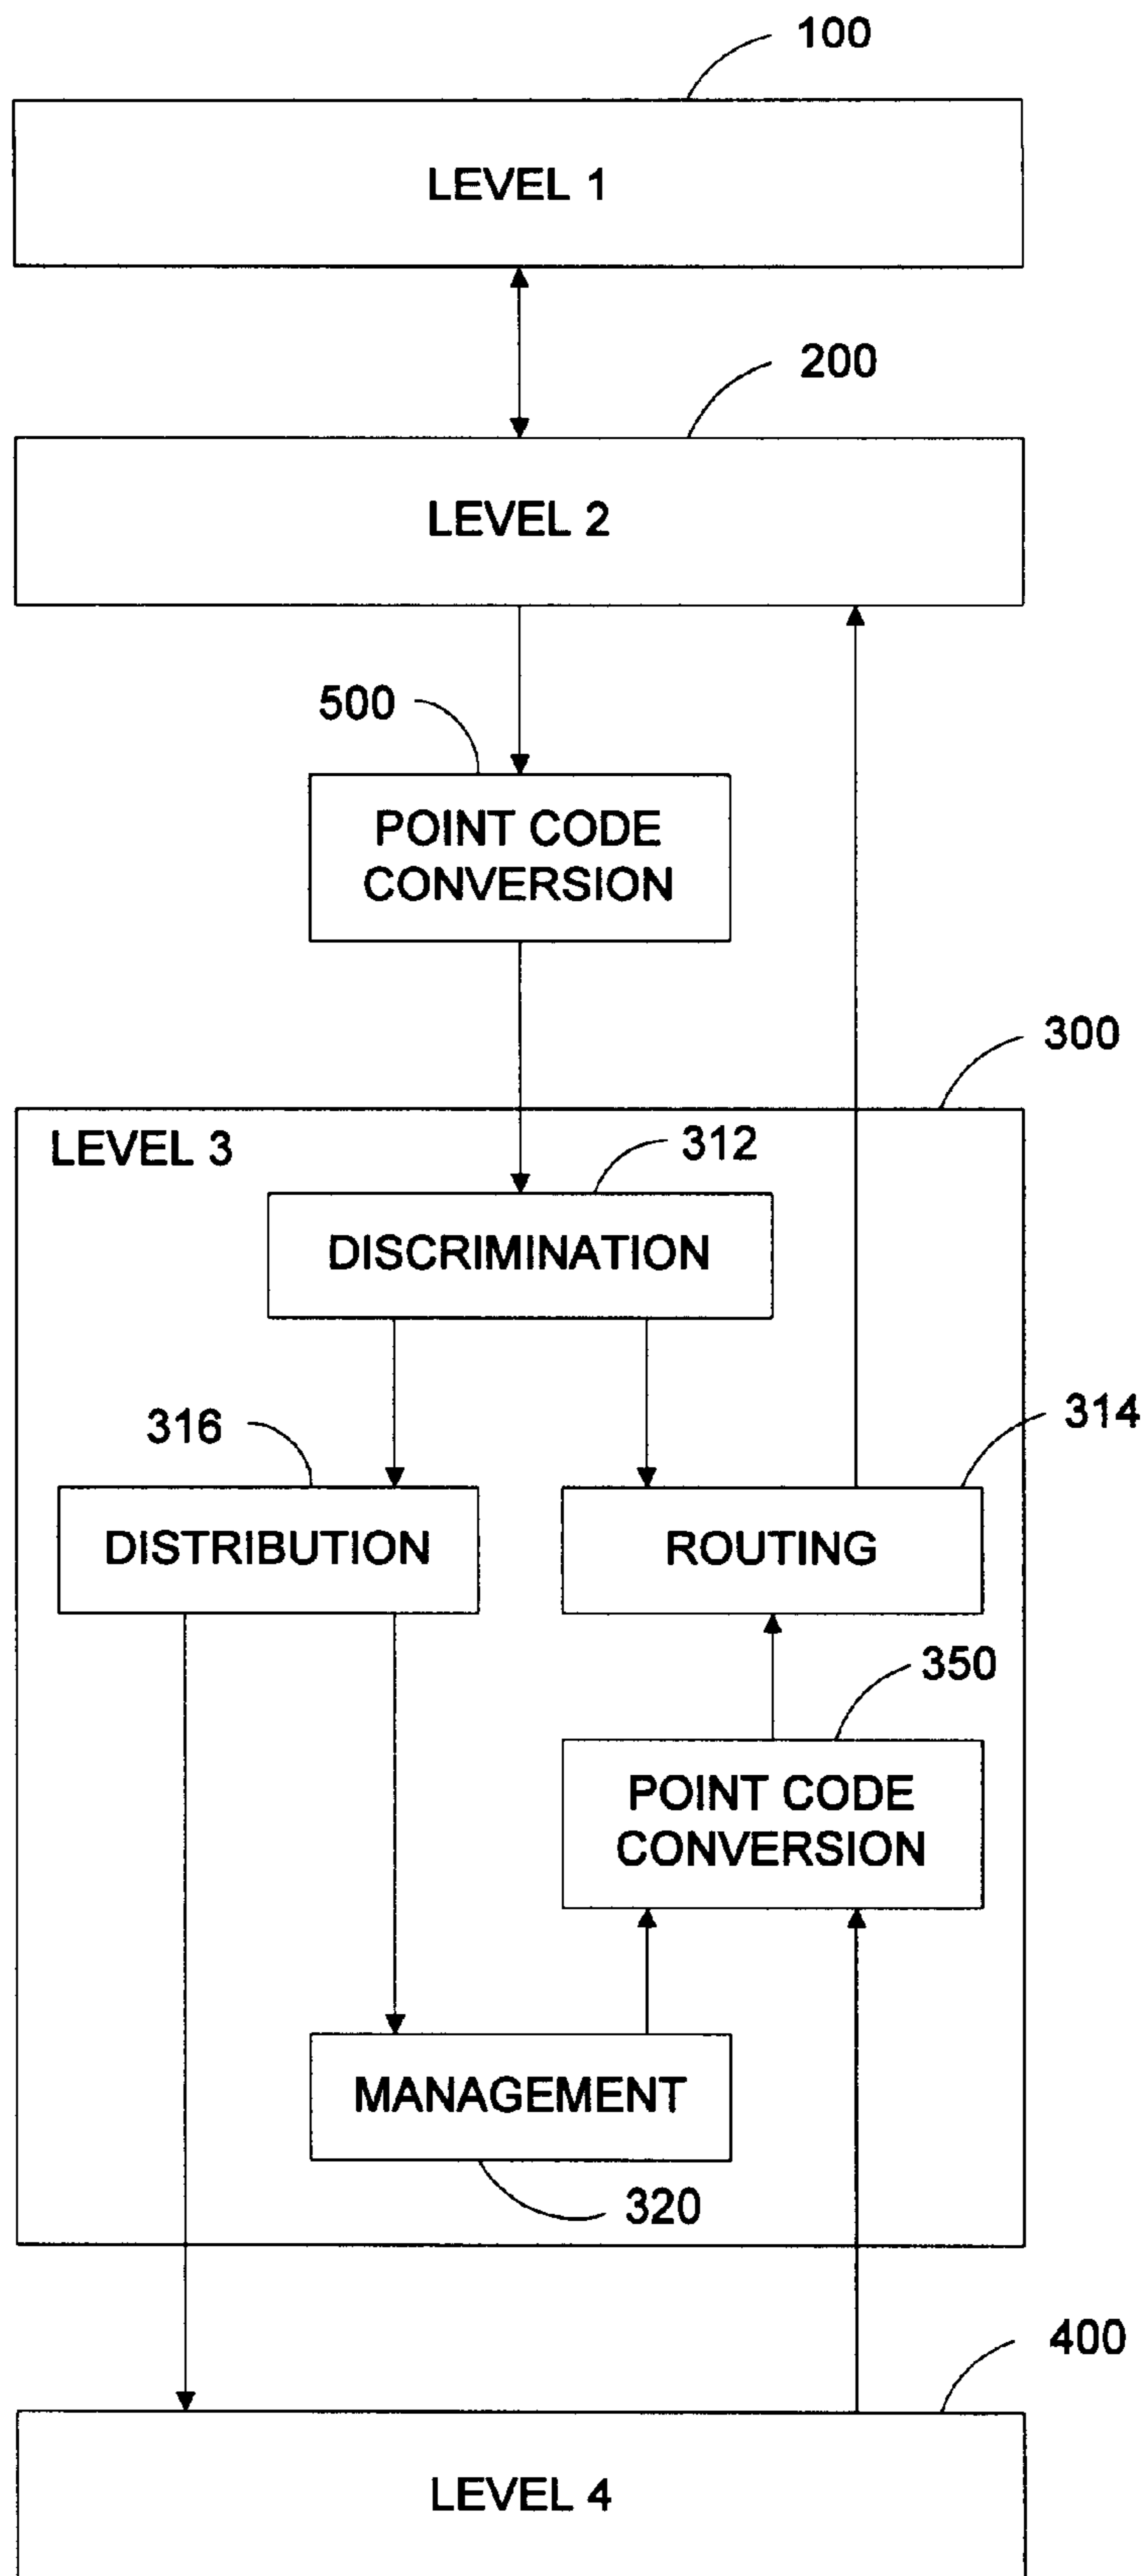 100
LEVEL 1
200
LEVEL 2
500
POINT CODE
CONVERSION
300
LEVEL 3
312
DISCRIMINATION
316
314
DISTRIBUTION
ROUTING
350
POINT CODE
CONVERSION
MANAGEMENT
320
400
LEVEL 4